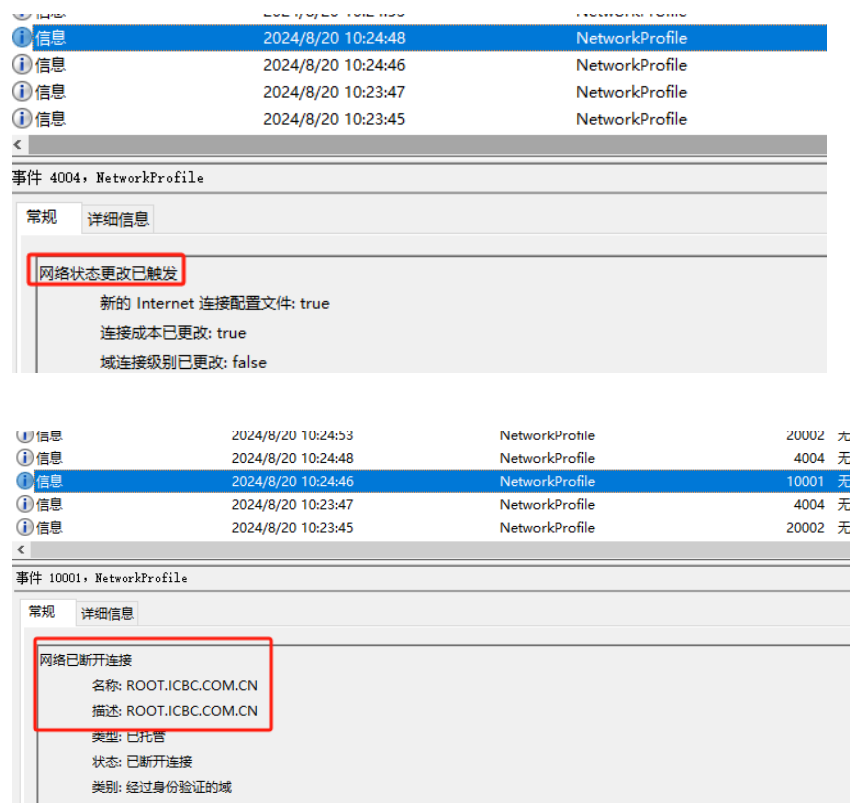 信息 2024/8/20 10:24:48 NetworkProfile
信息 2024/8/20 10:24:46 NetworkProfile
信息 2024/8/20 10:23:47 NetworkProfile
信息 2024/8/20 10:23:45 NetworkProfile
事件 4004，NetworkProfile
常规 详细信息
网络状态更改已触发
新的 Internet 连接配置文件: true
连接成本已更改: true
域连接级别已更改: false
信息 2024/8/20 10:24:53 NetworkProfile 20002 无
信息 2024/8/20 10:24:48 NetworkProfile 4004 无
信息 2024/8/20 10:24:46 NetworkProfile 10001 无
信息 2024/8/20 10:23:47 NetworkProfile 4004 无
信息 2024/8/20 10:23:45 NetworkProfile 20002 无
事件 10001，NetworkProfile
常规 详细信息
网络已断开连接
名称: ROOT.ICBC.COM.CN
描述: ROOT.ICBC.COM.CN
类型: 已托管
状态: 已断开连接
类别: 经过身份验证的域